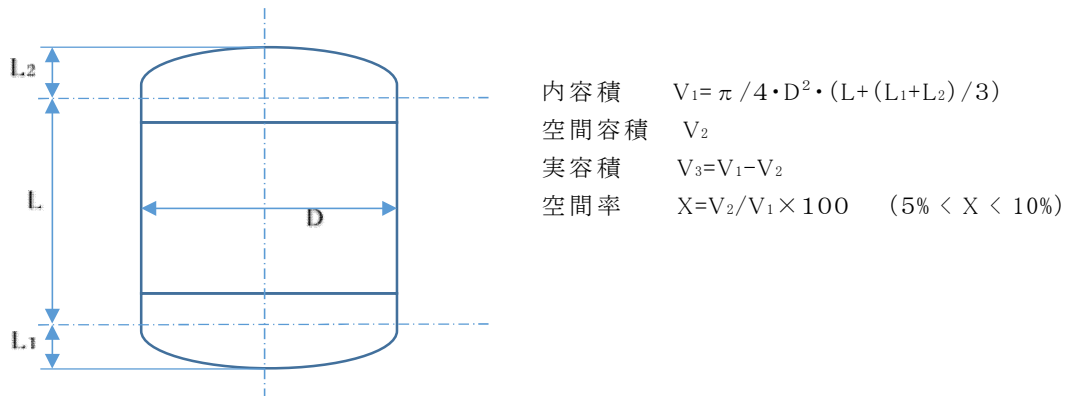 L2
内容積 V₁=π/4・D²・(L+(L₁+L₂)/3)
空間容積 V₂
実容積 V₃=V₁-V₂
L
空間率 X=V₂/V₁×100 (5% < X < 10%)
D
L1